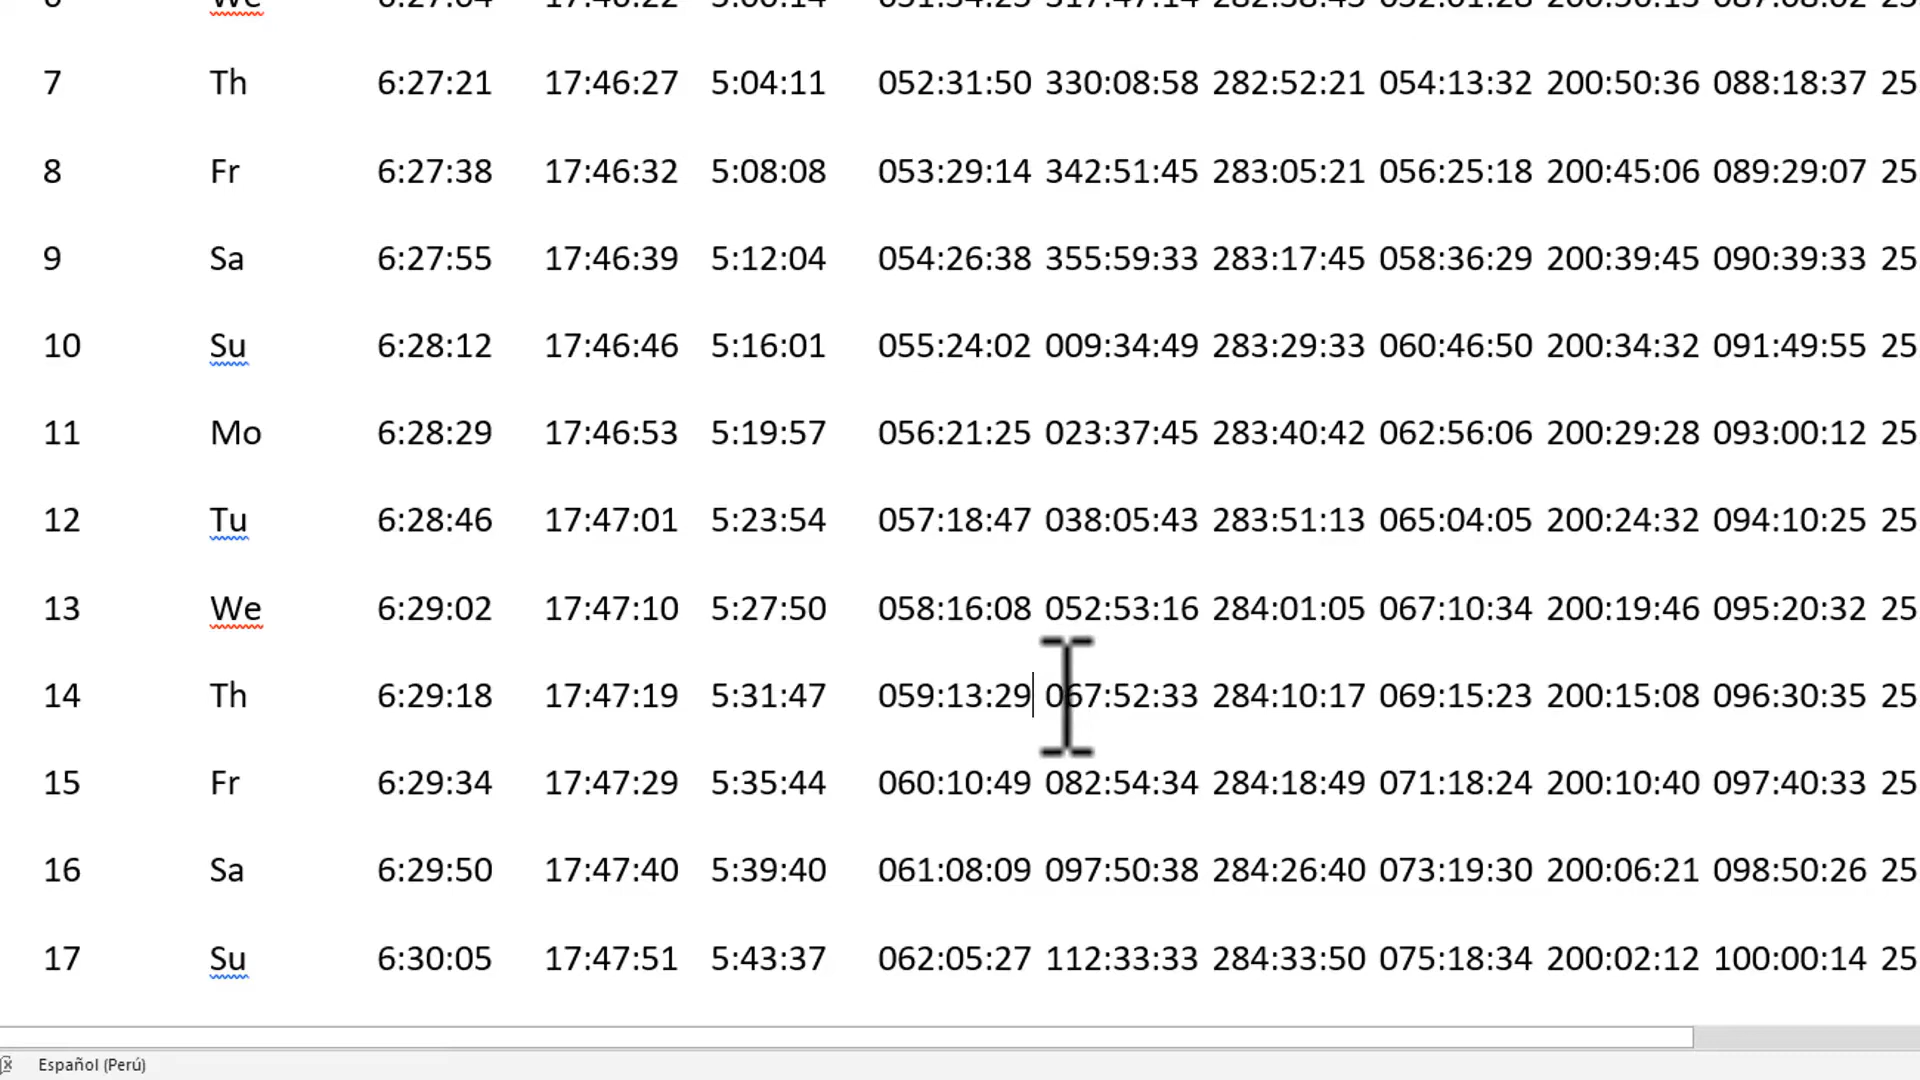 7 Th 6:27:21 17:46:27 5:04:11 052:31:50 330:08:58 282:52:21 054:13:32 200:50:36 088:18:37 25
8 Fr 6:27:38 17:46:32 5:08:08 053:29:14 342:51:45 283:05:21 056:25:18 200:45:06 089:29:07 25
9 Sa 6:27:55 17:46:39 5:12:04 054:26:38 355:59:33 283:17:45 058:36:29 200:39:45 090:39:33 25
10 Su 6:28:12 17:46:46 5:16:01 055:24:02 009:34:49 283:29:33 060:46:50 200:34:32 091:49:55 25
11 Mo 6:28:29 17:46:53 5:19:57 056:21:25 023:37:45 283:40:42 062:56:06 200:29:28 093:00:12 25
12 Tu 6:28:46 17:47:01 5:23:54 057:18:47 038:05:43 283:51:13 065:04:05 200:24:32 094:10:25 25
13 We 6:29:02 17:47:10 5:27:50 058:16:08 052:53:16 284:01:05 067:10:34 200:19:46 095:20:32 25
14 Th 6:29:18 17:47:19 5:31:47 059:13:29 067:52:33 284:10:17 069:15:23 200:15:08 096:30:35 25
15 Fr 6:29:34 17:47:29 5:35:44 060:10:49 082:54:34 284:18:49 071:18:24 200:10:40 097:40:33 25
16 Sa 6:29:50 17:47:40 5:39:40 061:08:09 097:50:38 284:26:40 073:19:30 200:06:21 098:50:26 25
17 Su 6:30:05 17:47:51 5:43:37 062:05:27 112:33:33 284:33:50 075:18:34 200:02:12 100:00:14 25
Español (Perú)